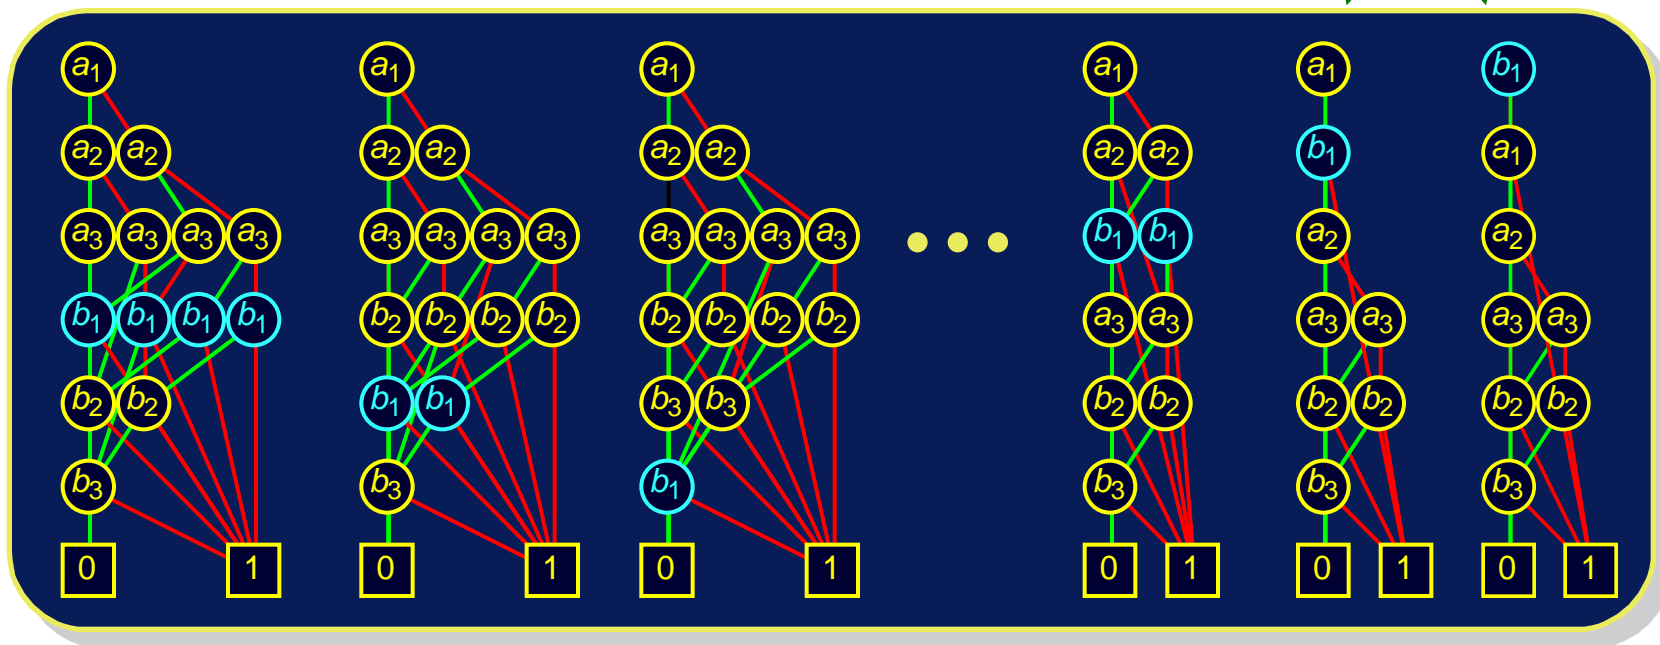 a1 a1 a1 a1 a1 b1
a2 a2 a2 a2 a2 a2 a2 a2 b1 a1
a3 a3 a3 a3 a3 a3 a3 a3 a3 a3 a3 a3 b1 b1 a2 a2
b1 b1 b1 b1 b2 b2 b2 b2 b2 b2 b2 b2 a3 a3 a3 a3 a3 a3
b2 b2 b1 b1 b3 b3 b2 b2 b2 b2 b2 b2
b3 b3 b1 b3 b3 b3
0 1 0 1 0 1 0 1 0 1 0 1